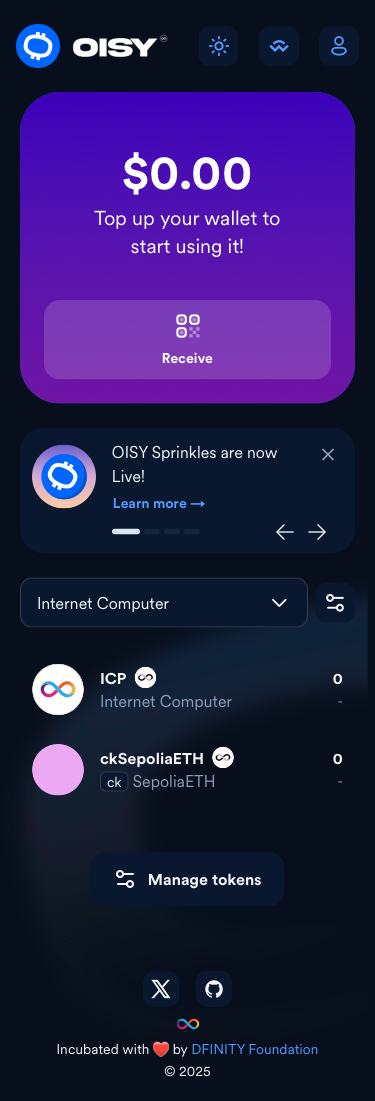 OISY
$0.00
Top up your wallet to
start using it!
Receive
OISY Sprinkles are now
Live!
Learn more →
Internet Computer
ICP 0
Internet Computer -
ckSepoliaETH 0
ck SepoliaETH -
Manage tokens
Incubated with ❤️ by DFINITY Foundation
© 2025